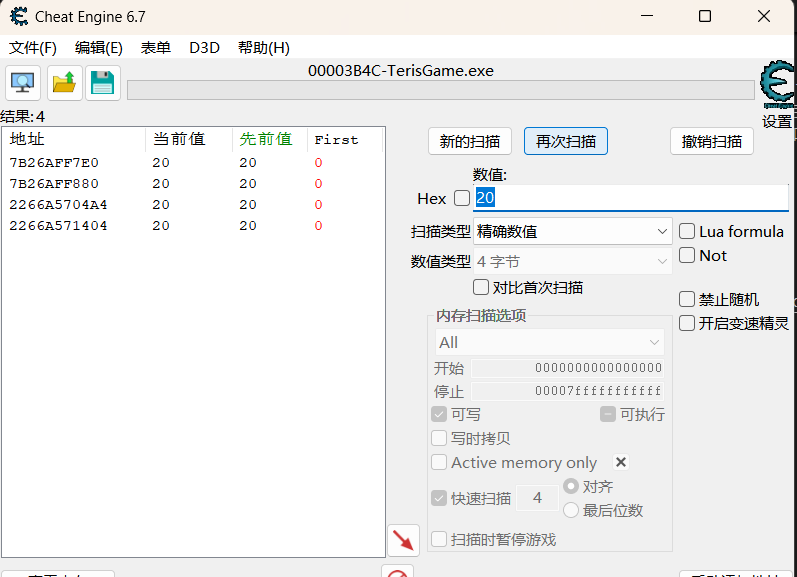 Cheat Engine 6.7
文件(F) 编辑(E) 表单 D3D 帮助(H)
00003B4C-TerisGame.exe
结果:4
设置
地址 当前值 先前值 First
7B26AFF7E0 20 20 0
7B26AFF880 20 20 0
2266A5704A4 20 20 0
2266A571404 20 20 0
新的扫描 再次扫描 撤销扫描
数值:
Hex 20
扫描类型 精确数值 Lua formula
数值类型 4 字节 Not
对比首次扫描
禁止随机
内存扫描选项
开启变速精灵
All
开始 0000000000000000
停止 00007fffffffffff
可写 可执行
写时拷贝
Active memory only
快速扫描 4 对齐
最后位数
扫描时暂停游戏